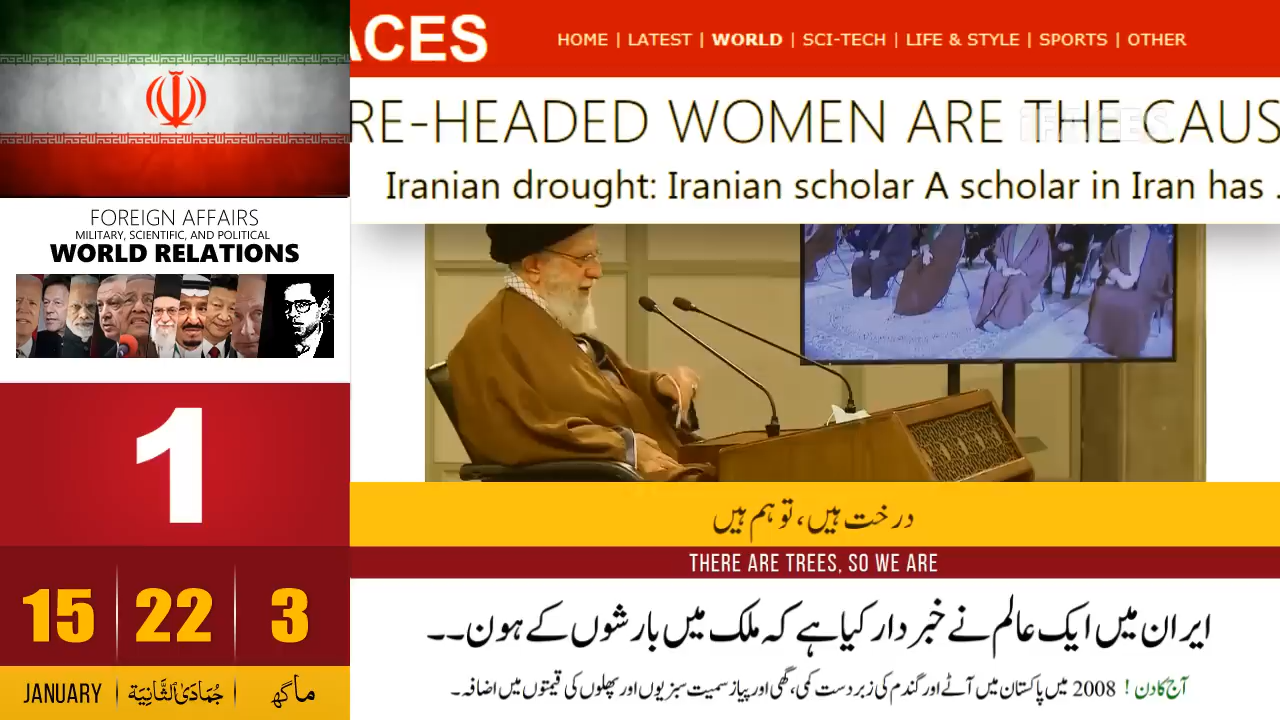 FOREIGN AFFAIRS
MILITARY, SCIENTIFIC, AND POLITICAL
WORLD RELATIONS
1
15 22 3
JANUARY جُمَادَىٰ ٱلثَّانِيَة ماگھ
ACES
HOME | LATEST | WORLD | SCI-TECH | LIFE & STYLE | SPORTS | OTHER
RE-HEADED WOMEN ARE THE CAUS
iFACES
Iranian drought: Iranian scholar A scholar in Iran has .
درخت ہیں، تو ہم ہیں
THERE ARE TREES, SO WE ARE
ایران میں ایک عالم نے خبردار کیا ہے کہ ملک میں بارشوں کے ہون۔۔
آج کا دن ! 2008 میں پاکستان میں آٹے اور گندم کی زبردست کمی، گھی اور پیاز سمیت سبزیوں اور پھلوں کی قیمتوں میں اضافہ۔